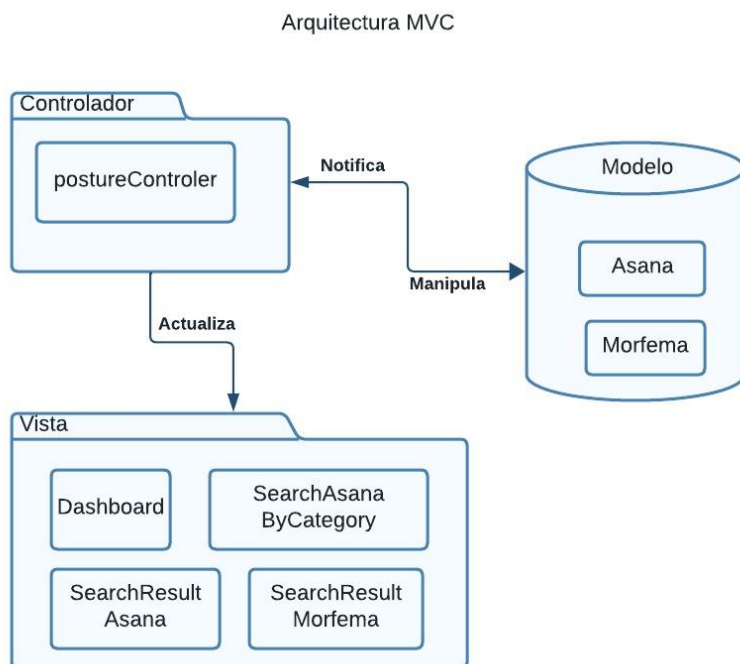 Arquitectura MVC
Controlador
postureControler
Notifica
Manipula
Modelo
Asana
Morfema
Actualiza
Vista
Dashboard
SearchAsana
ByCategory
SearchResult
Asana
SearchResult
Morfema